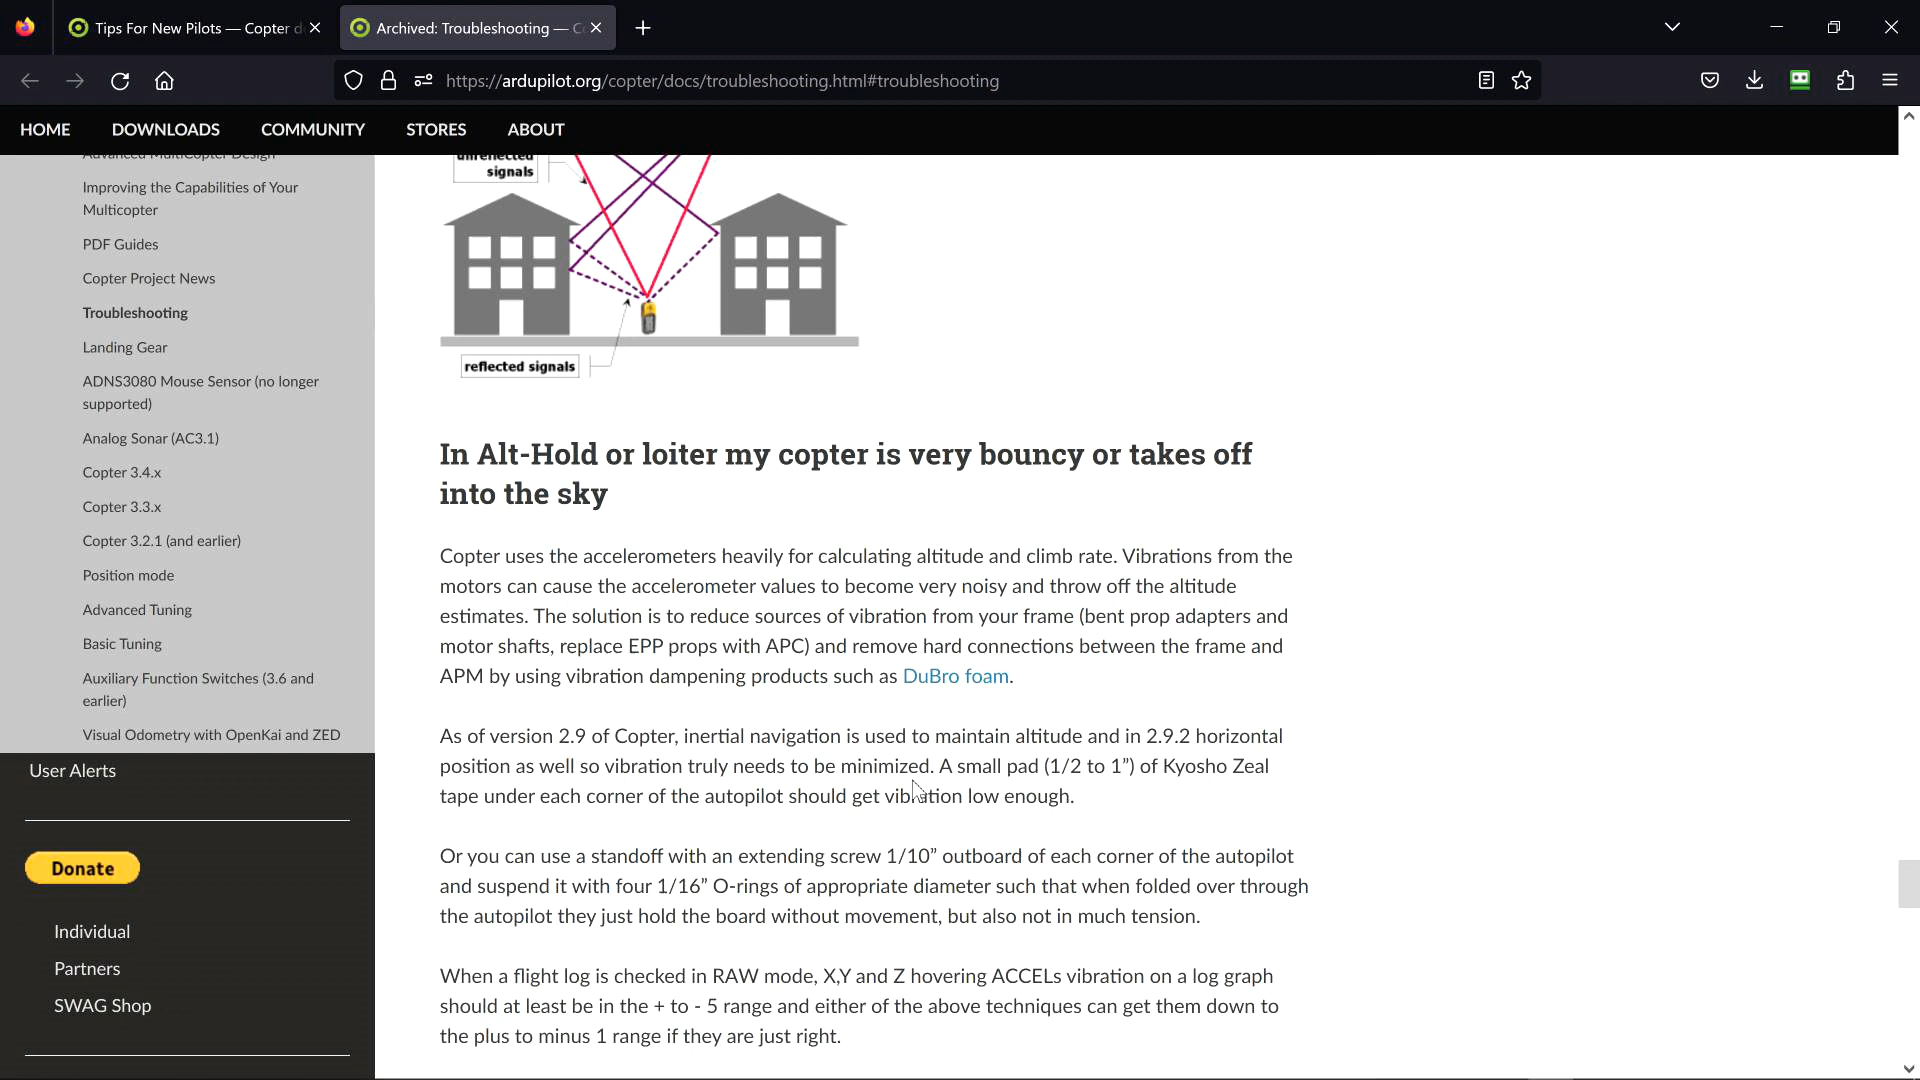 Tips For New Pilots — Copter d
Archived: Troubleshooting — C
https://ardupilot.org/copter/docs/troubleshooting.html#troubleshooting
HOME
DOWNLOADS
COMMUNITY
STORES
ABOUT
Advanced MultiCopter Design
Improving the Capabilities of Your
Multicopter
PDF Guides
Copter Project News
Troubleshooting
Landing Gear
ADNS3080 Mouse Sensor (no longer
supported)
Analog Sonar (AC3.1)
Copter 3.4.x
Copter 3.3.x
Copter 3.2.1 (and earlier)
Position mode
Advanced Tuning
Basic Tuning
Auxiliary Function Switches (3.6 and
earlier)
Visual Odometry with OpenKai and ZED
User Alerts
Donate
Individual
Partners
SWAG Shop
unreflected
signals
reflected signals
In Alt-Hold or loiter my copter is very bouncy or takes off
into the sky
Copter uses the accelerometers heavily for calculating altitude and climb rate. Vibrations from the
motors can cause the accelerometer values to become very noisy and throw off the altitude
estimates. The solution is to reduce sources of vibration from your frame (bent prop adapters and
motor shafts, replace EPP props with APC) and remove hard connections between the frame and
APM by using vibration dampening products such as DuBro foam.
As of version 2.9 of Copter, inertial navigation is used to maintain altitude and in 2.9.2 horizontal
position as well so vibration truly needs to be minimized. A small pad (1/2 to 1”) of Kyosho Zeal
tape under each corner of the autopilot should get vibration low enough.
Or you can use a standoff with an extending screw 1/10” outboard of each corner of the autopilot
and suspend it with four 1/16” O-rings of appropriate diameter such that when folded over through
the autopilot they just hold the board without movement, but also not in much tension.
When a flight log is checked in RAW mode, X,Y and Z hovering ACCELs vibration on a log graph
should at least be in the + to - 5 range and either of the above techniques can get them down to
the plus to minus 1 range if they are just right.